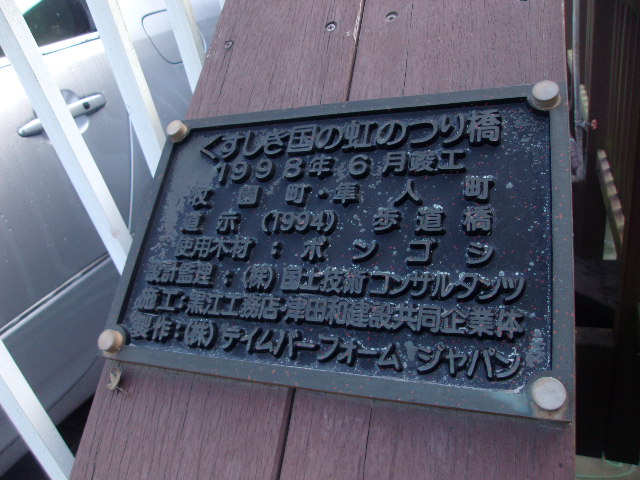 くすしき国の虹のつり橋
1998年6月竣工
牧園町・隼人町
道示(1994) 歩道橋
使用木材：ボンゴシ
設計監理：(株)国土技術コンサルタンツ
施工：黒江工務店・津田和建設共同企業体
製作：(株)ティムバーフォーム ジャパン